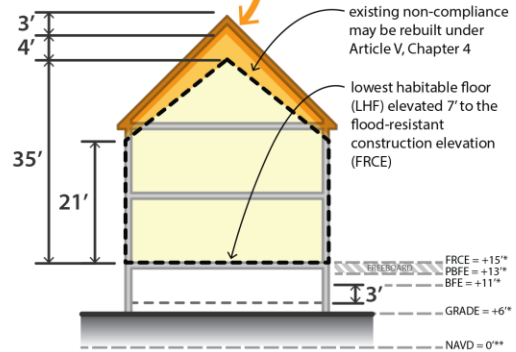 3′
4′
35′
21′
existing non-compliance
may be rebuilt under
Article V, Chapter 4
lowest habitable floor
(LHF) elevated 7′ to the
flood-resistant
construction elevation
(FRCE)
FREEBOARD
FRCE = +15′*
PBFE = +13′*
BFE = +11′*
3′
GRADE = +6′*
NAVD = 0′**